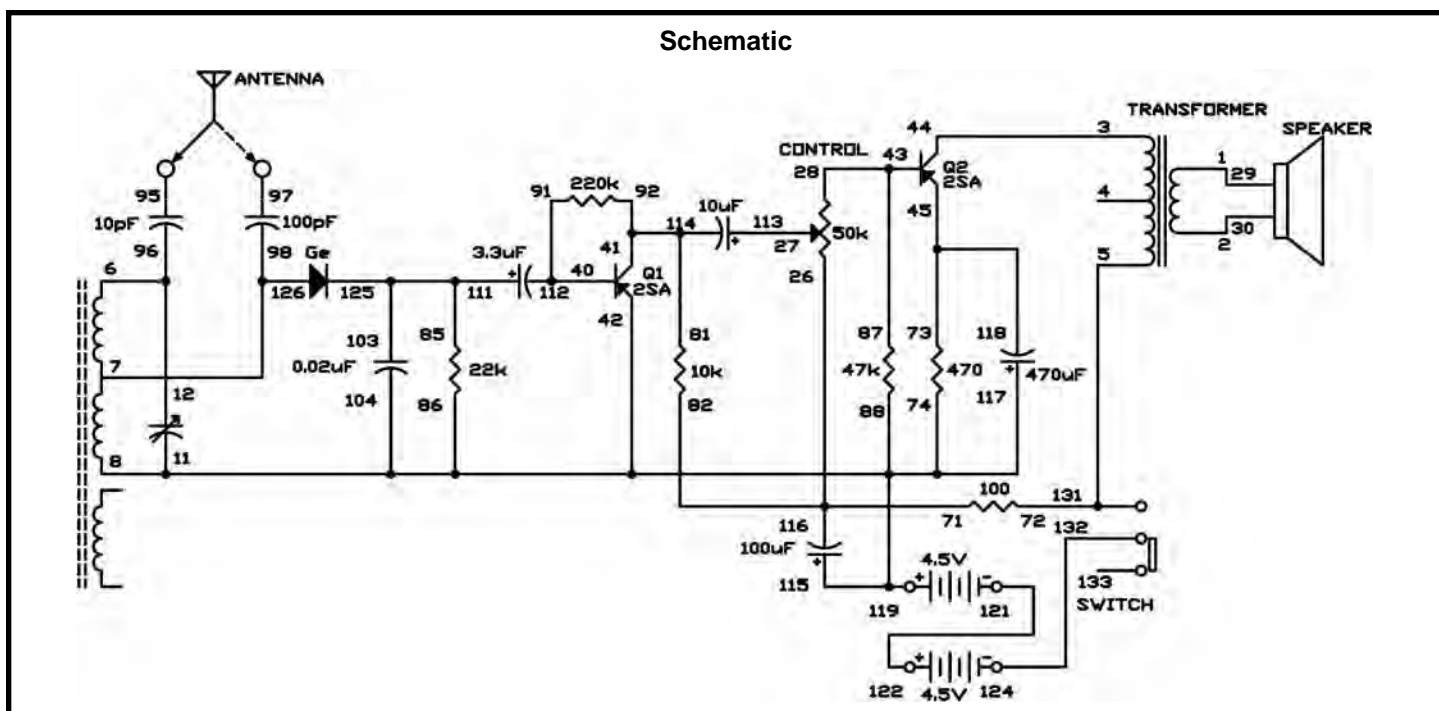 Schematic
ANTENNA
TRANSFORMER
SPEAKER
44
3
CONTROL
43
28
Q2
2SA
1
29
95
97
91
220k
92
10uF
4
10pF
100pF
114
113
45
50k
27
30
2
96
98
Ge
3.3uF
41
5
6
40
Q1
26
126
125
111
112
2SA
42
103
85
81
87
73
118
0.02uF
22k
10k
47k
470
470uF
7
12
104
86
82
88
74
117
8
11
100
131
116
71
72
132
100uF
4.5V
115
133
119
121
SWITCH
122
4.5V
124